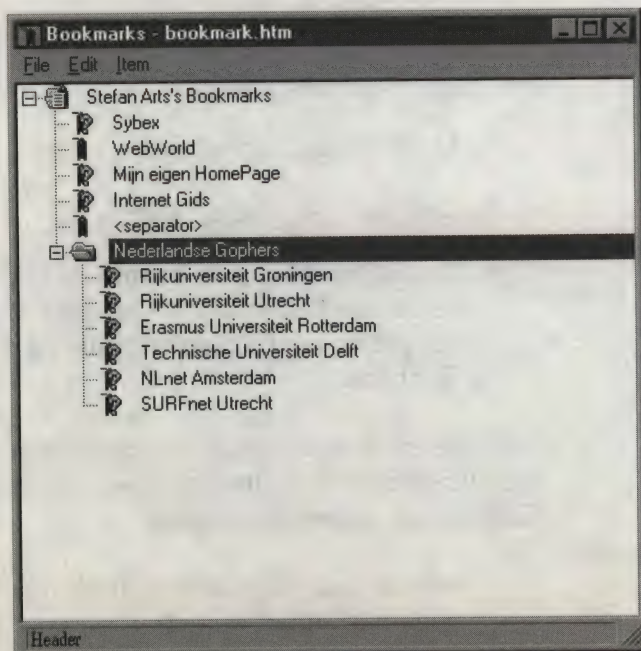 Bookmarks - bookmark.htm
File Edit Item
Stefan Arts's Bookmarks
Sybex
WebWorld
Mijn eigen HomePage
Internet Gids
<separator>
Nederlandse Gophers
Rijkuniversiteit Groningen
Rijkuniversiteit Utrecht
Erasmus Universiteit Rotterdam
Technische Universiteit Delft
NLnet Amsterdam
SURFnet Utrecht
Header